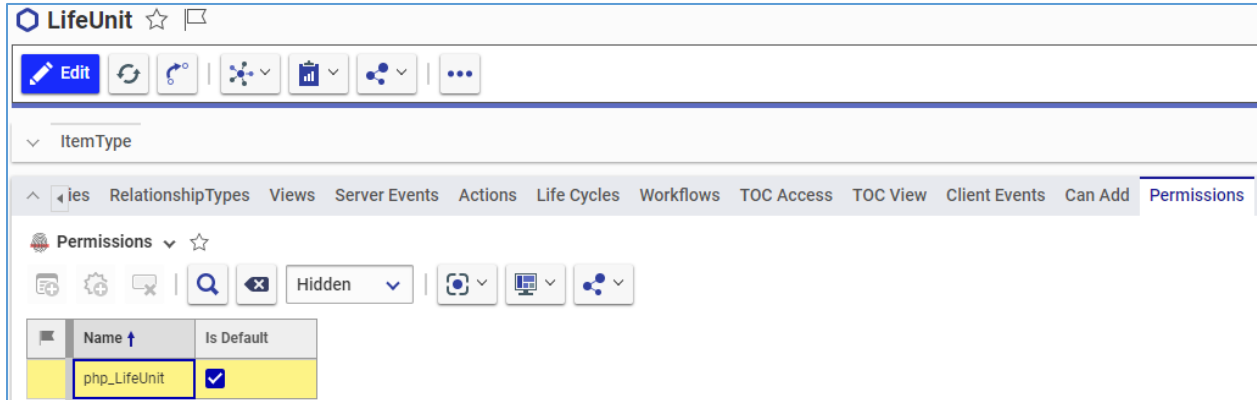 LifeUnit
Edit
ItemType
ies RelationshipTypes Views Server Events Actions Life Cycles Workflows TOC Access TOC View Client Events Can Add Permissions
Permissions
Hidden
Name Is Default
php_LifeUnit